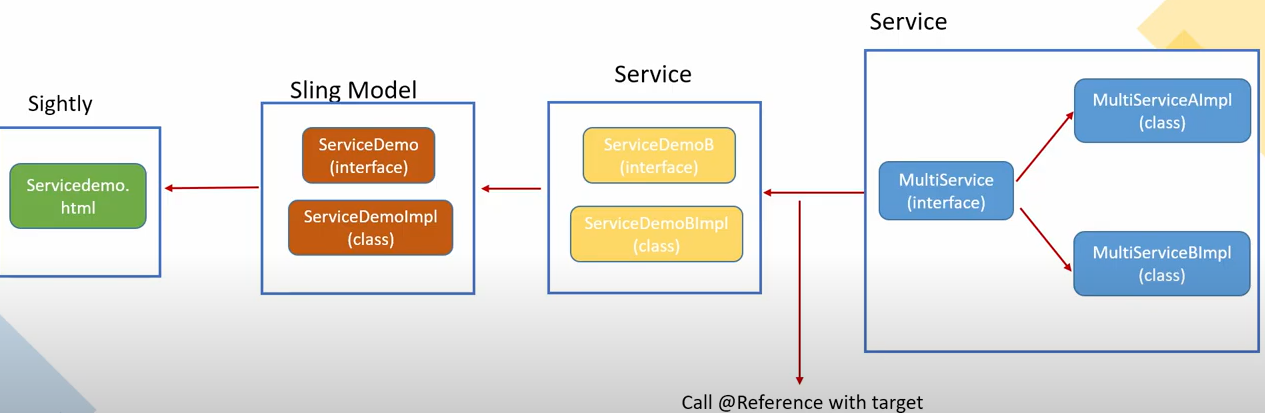 Service
Service
Sling Model
Sightly
ServiceDemo
(interface)
ServiceDemoImpl
(class)
ServiceDemoB
(interface)
ServiceDemoBImpl
(class)
MultiService
(interface)
MultiServiceAImpl
(class)
MultiServiceBImpl
(class)
Servicedemo.
html
Call @Reference with target